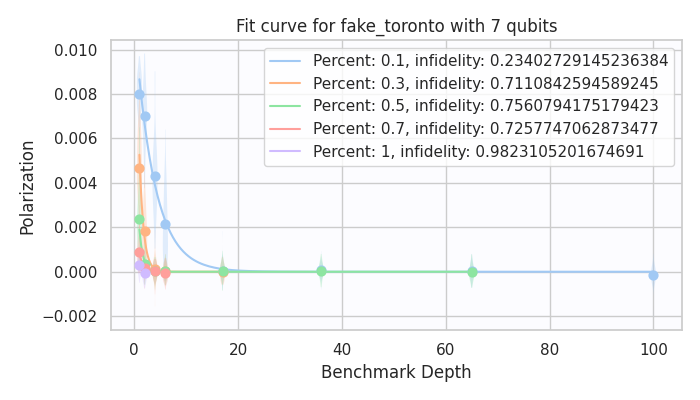 Fit curve for fake_toronto with 7 qubits
Polarization
0.010
0.008
0.006
0.004
0.002
0.000
−0.002
Percent: 0.1, infidelity: 0.23402729145236384
Percent: 0.3, infidelity: 0.7110842594589245
Percent: 0.5, infidelity: 0.7560794175179423
Percent: 0.7, infidelity: 0.7257747062873477
Percent: 1, infidelity: 0.9823105201674691
0 20 40 60 80 100
Benchmark Depth